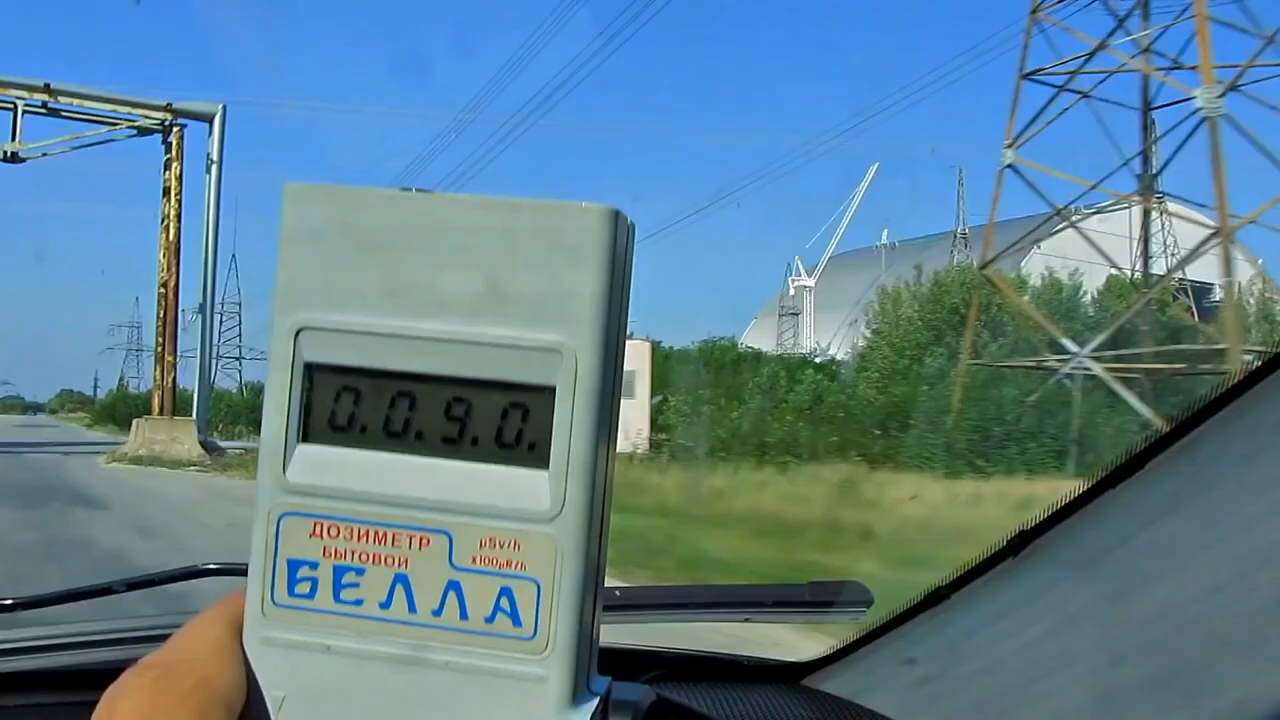 0.0.9.0.
ДОЗИМЕТР
БЫТОВОЙ
µSv/h
x100µR/h
БЕЛЛА